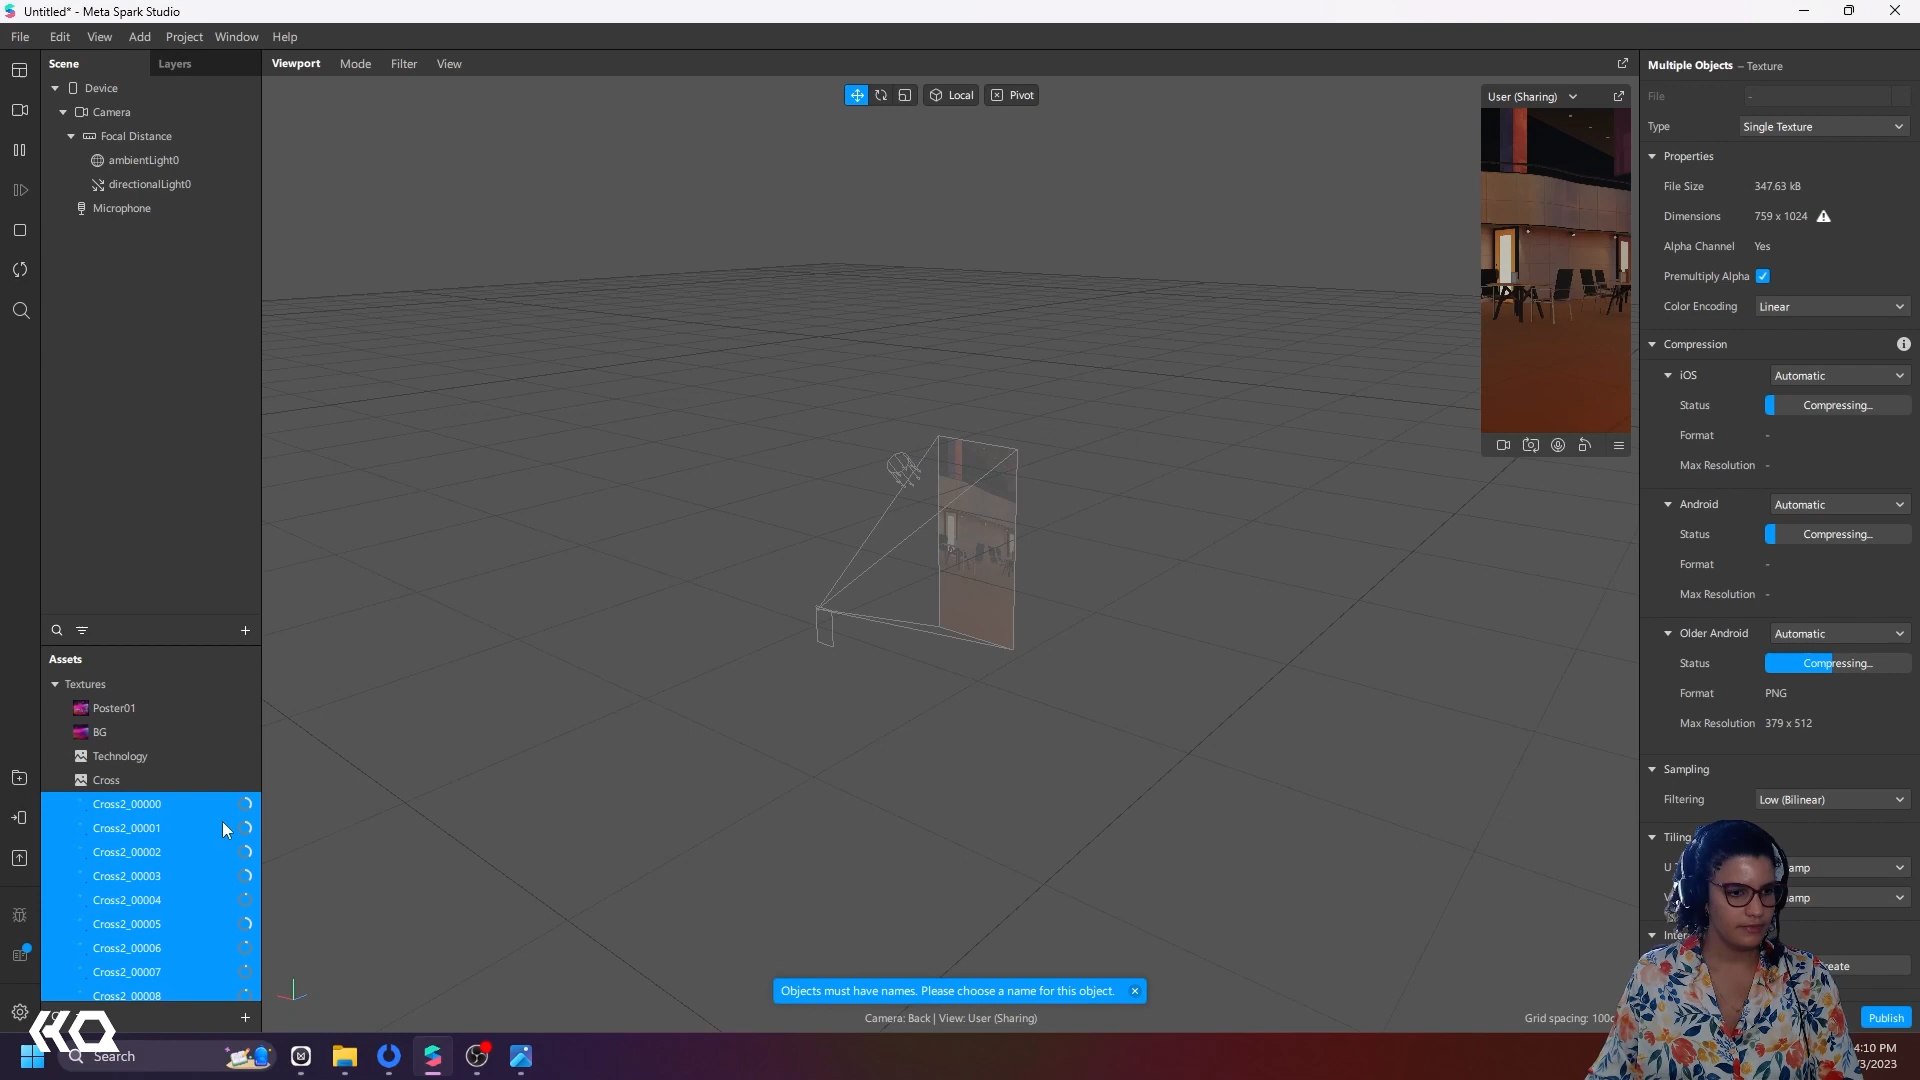 Untitled* - Meta Spark Studio
File Edit View Add Project Window Help
Scene
Layers
Device
Camera
Focal Distance
ambientLight0
directionalLight0
Microphone
Assets
Textures
Poster01
BG
Technology
Cross
Cross2_00000
Cross2_00001
Cross2_00002
Cross2_00003
Cross2_00004
Cross2_00005
Cross2_00006
Cross2_00007
Cross2_00008
Viewport Mode Filter View
Local
Pivot
User (Sharing)
Objects must have names. Please choose a name for this object.
Camera: Back | View: User (Sharing)
Grid spacing:
Multiple Objects – Texture
File -
Type Single Texture
Properties
File Size 347.63 kB
Dimensions 759 x 1024
Alpha Channel Yes
Premultiply Alpha
Color Encoding Linear
Compression
iOS Automatic
Status Compressing...
Format -
Max Resolution -
Android Automatic
Status Compressing...
Format -
Max Resolution -
Older Android Automatic
Status Compressing...
Format PNG
Max Resolution 379 x 512
Sampling
Filtering Low (Bilinear)
Tiling
Publish
HQ
Search
4:10 PM
/3/2023